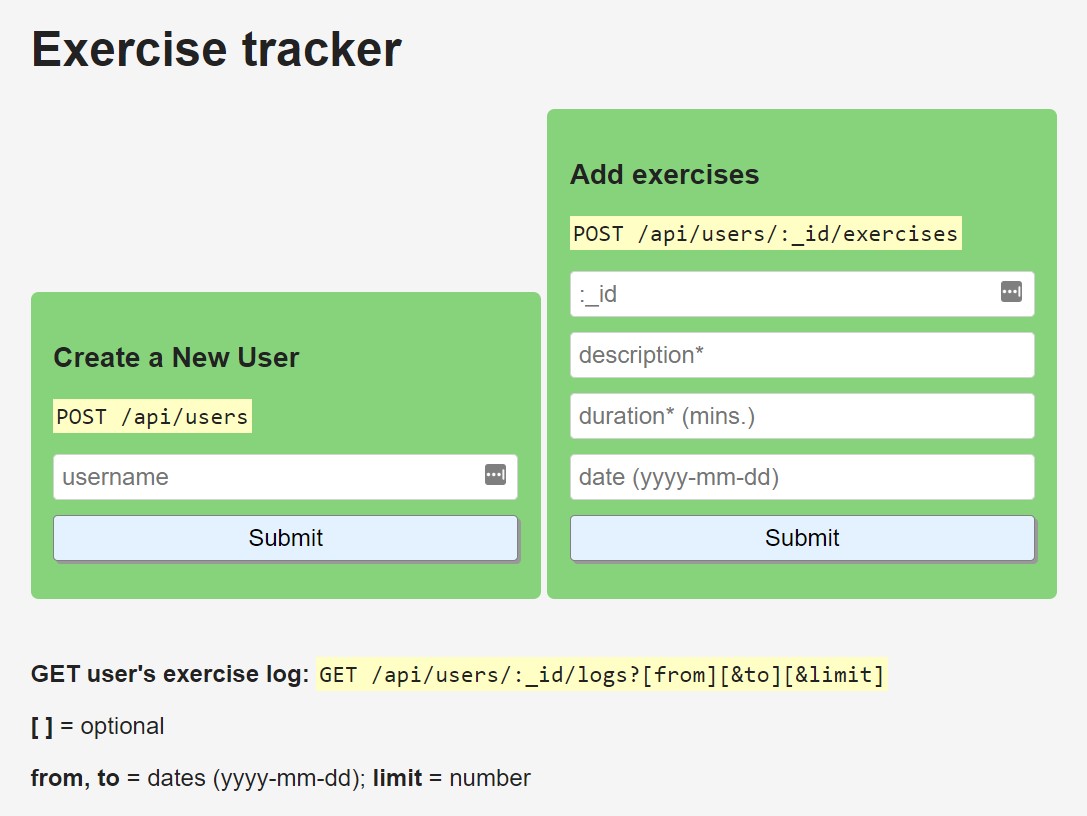 Exercise tracker
Create a New User
POST /api/users
username
Submit
Add exercises
POST /api/users/:_id/exercises
:_id
description*
duration* (mins.)
date (yyyy-mm-dd)
Submit
GET user's exercise log: GET /api/users/:_id/logs?[from][&to][&limit]
[ ] = optional
from, to = dates (yyyy-mm-dd); limit = number